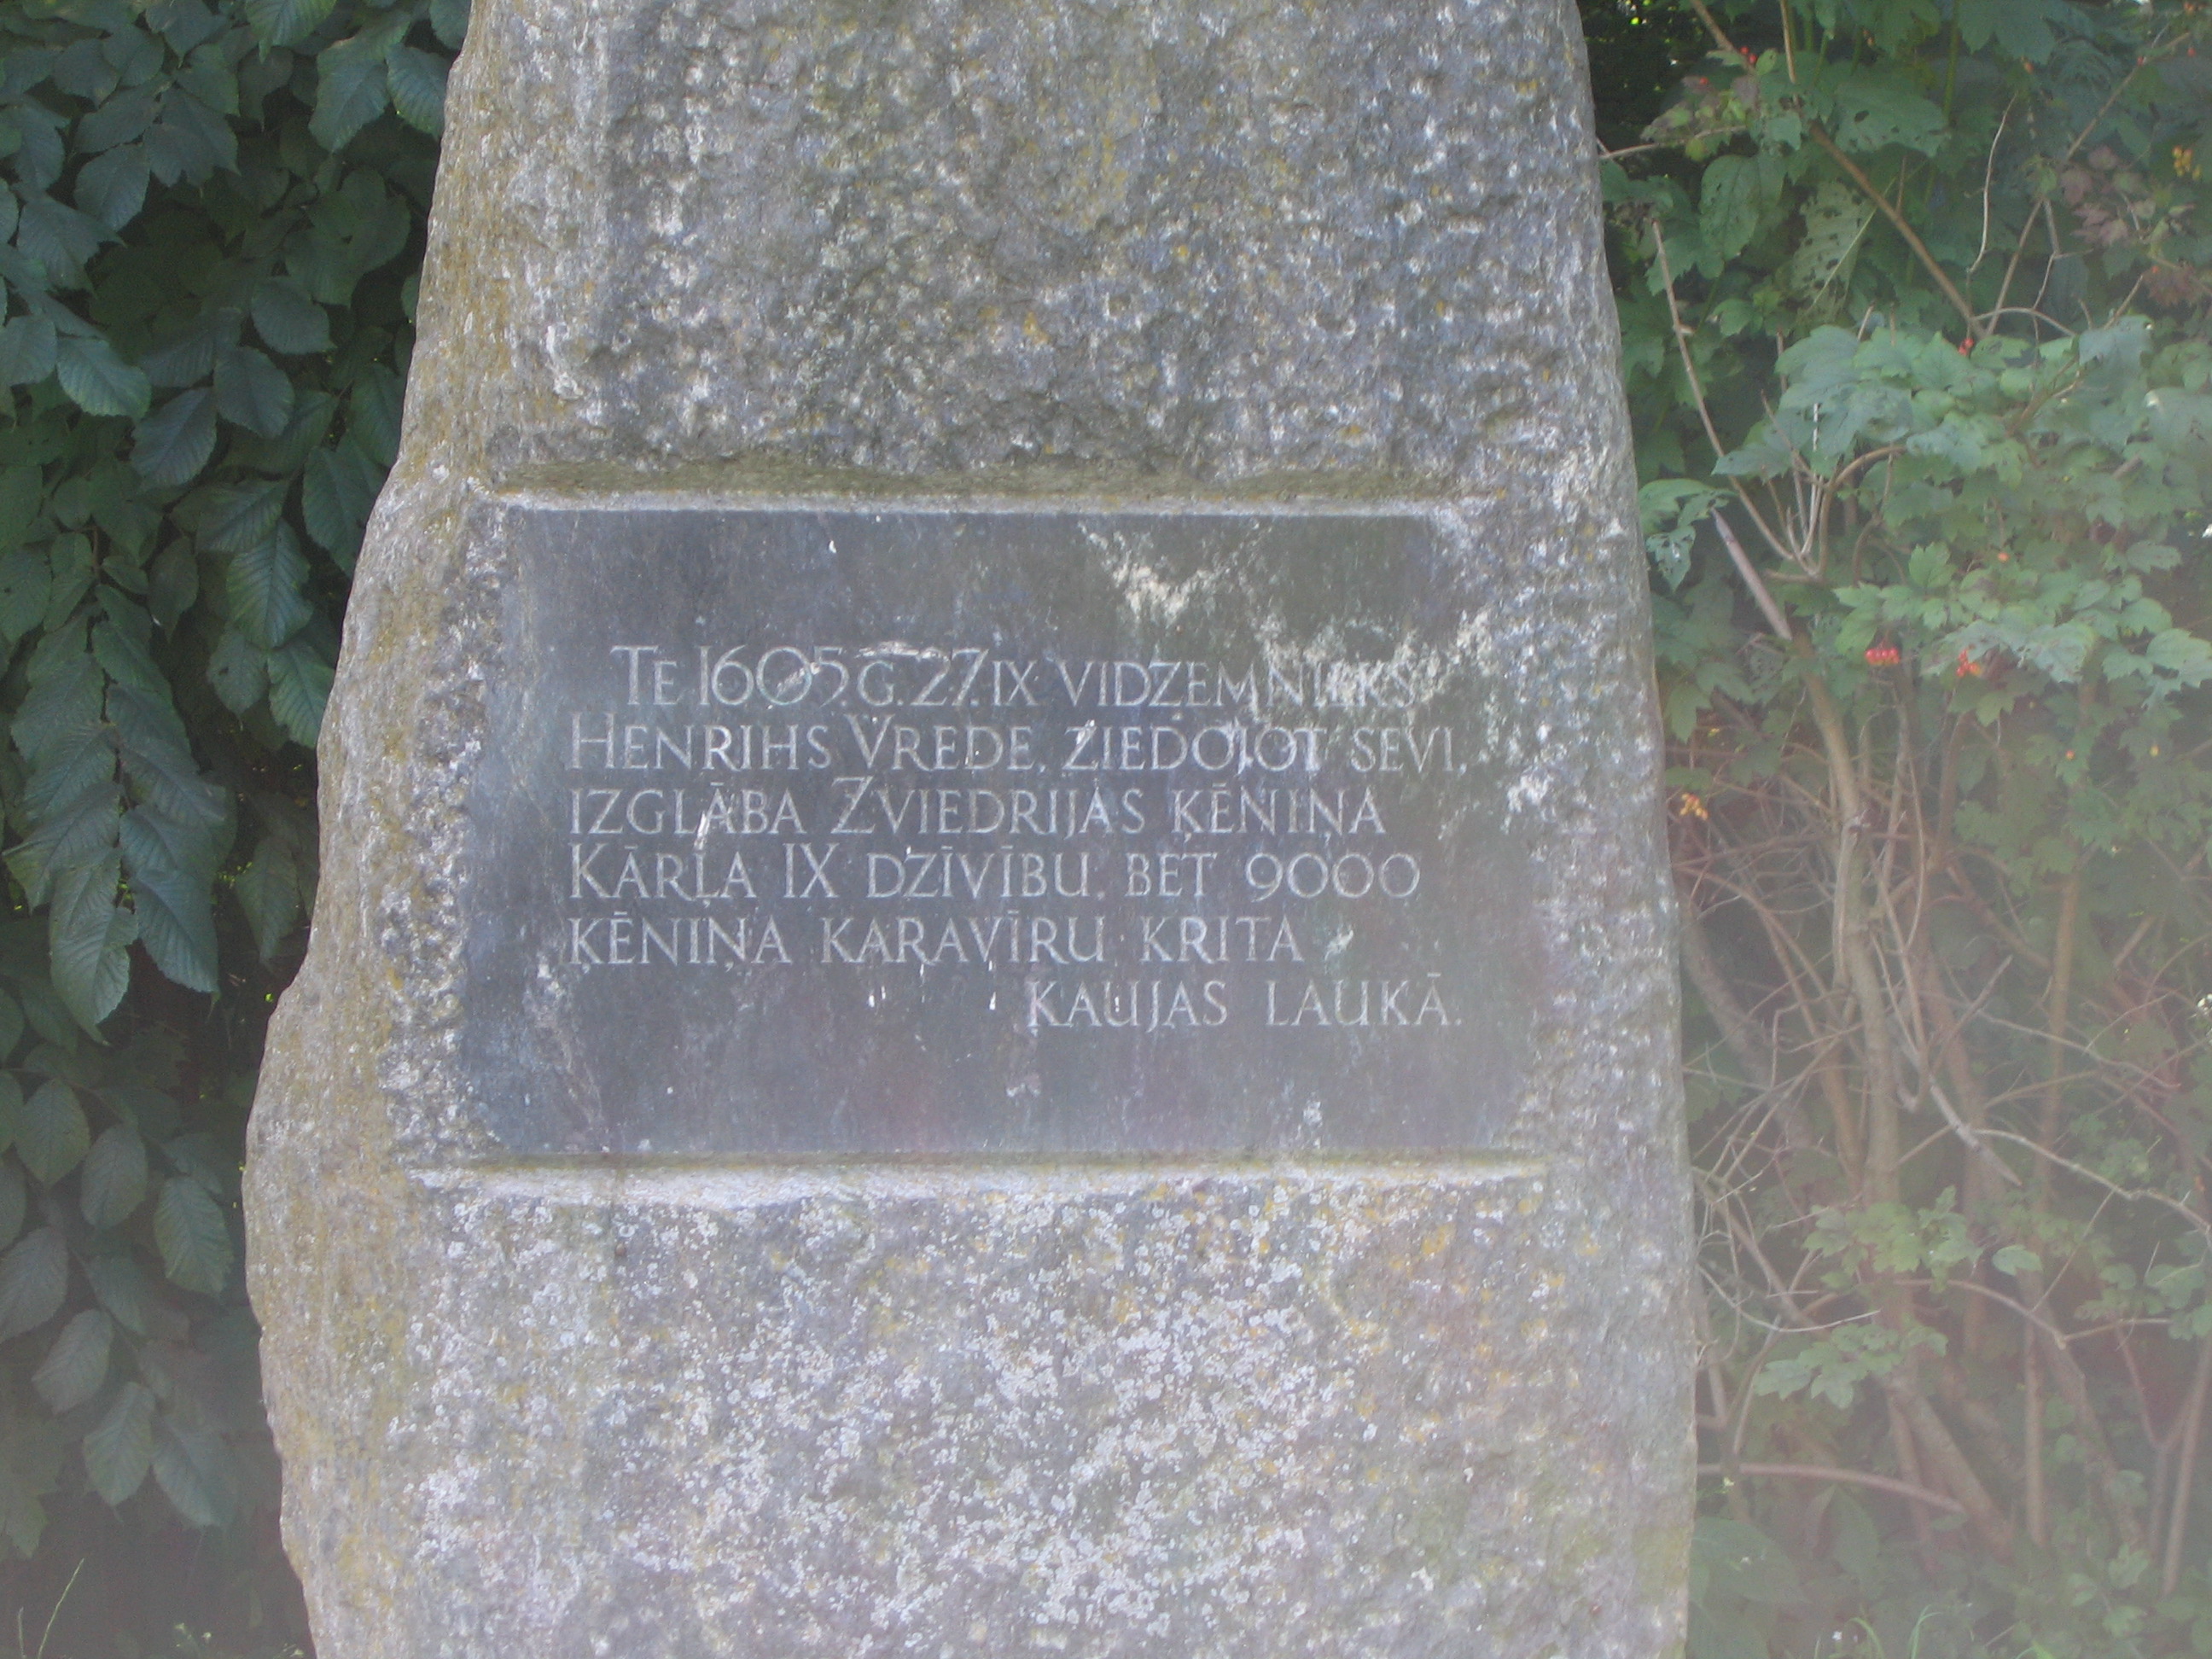 Te 1605.g.27.IX vidzemnieks
Henrihs Vrede, ziedojot sevi,
izglāba Zviedrijas ķēniņa
Kārļa IX dzīvību, bet 9000
ķēniņa karavīru krita
kaujas laukā.